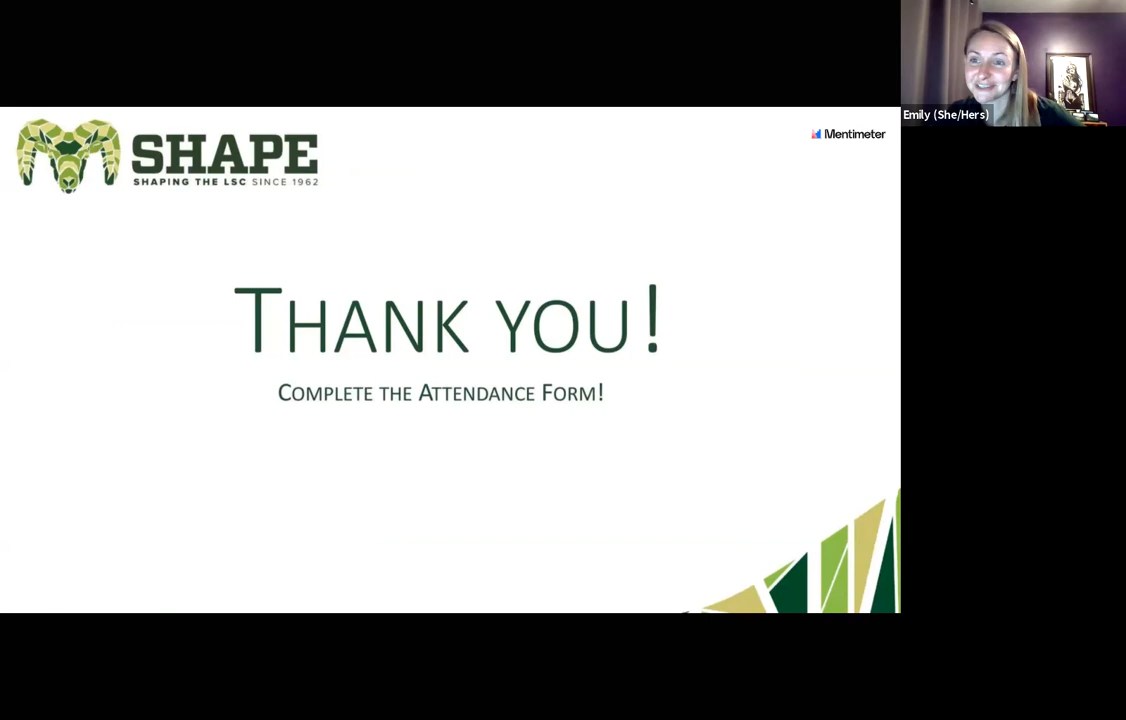 SHAPE
SHAPING THE LSC SINCE 1962
Mentimeter
Emily (She/Hers)
THANK YOU!
COMPLETE THE ATTENDANCE FORM!